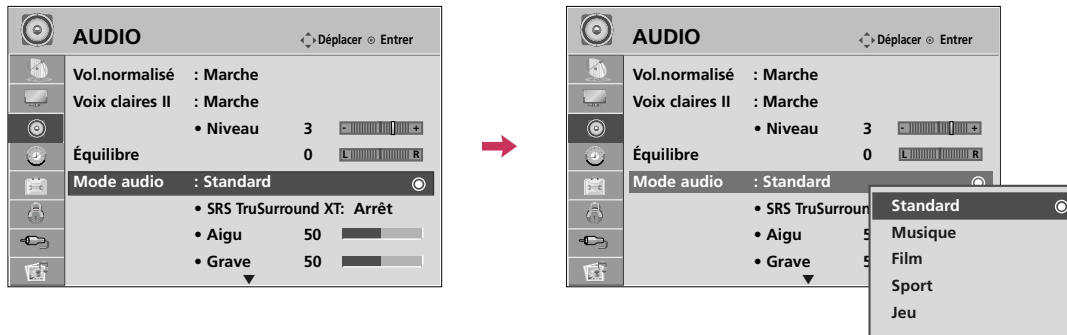 AUDIO
Déplacer Entrer
Vol.normalisé : Marche
Voix claires II : Marche
• Niveau 3 - +
Équilibre 0 L R
Mode audio : Standard
• SRS TruSurround XT: Arrêt
• Aigu 50
• Grave 50
AUDIO
Déplacer Entrer
Vol.normalisé : Marche
Voix claires II : Marche
• Niveau 3 - +
Équilibre 0 L R
Mode audio : Standard
• SRS TruSurroun
• Aigu 5
• Grave 5
Standard
Musique
Film
Sport
Jeu